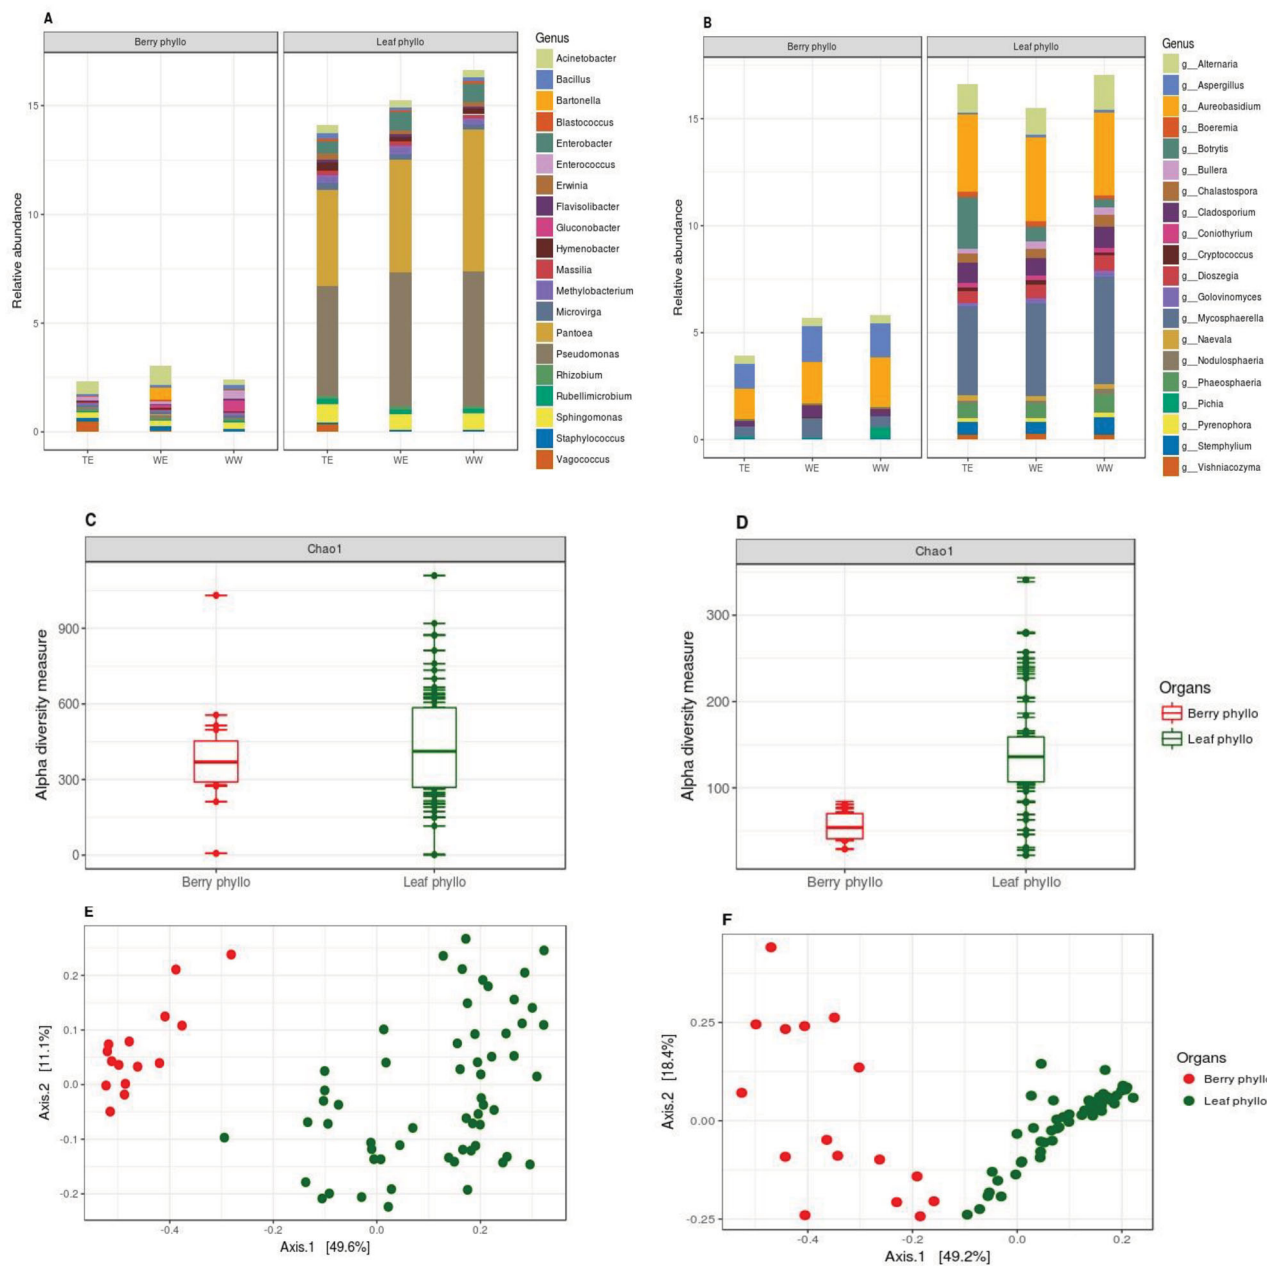 A
Berry phyllo
Leaf phyllo
Relative abundance
15
10
5
0
TE
WE
WW
TE
WE
WW
Genus
Acinetobacter
Bacillus
Bartonella
Blastococcus
Enterobacter
Enterococcus
Erwinia
Flavisolibacter
Gluconobacter
Hymenobacter
Massilia
Methylobacterium
Microvirga
Pantoea
Pseudomonas
Rhizobium
Rubellimicrobium
Sphingomonas
Staphylococcus
Vagococcus
B
Berry phyllo
Leaf phyllo
Relative abundance
15
10
5
0
TE
WE
WW
TE
WE
WW
Genus
g__Alternaria
g__Aspergillus
g__Aureobasidium
g__Boeremia
g__Botrytis
g__Bullera
g__Chalastospora
g__Cladosporium
g__Coniothyrium
g__Cryptococcus
g__Dioszegia
g__Golovinomyces
g__Mycosphaerella
g__Naevala
g__Nodulosphaeria
g__Phaeosphaeria
g__Pichia
g__Pyrenophora
g__Stemphylium
g__Vishniacozyma
C
Chao1
Alpha diversity measure
900
600
300
0
Berry phyllo
Leaf phyllo
D
Chao1
Alpha diversity measure
300
200
100
Berry phyllo
Leaf phyllo
Organs
Berry phyllo
Leaf phyllo
E
Axis.2 [11.1%]
0.2
0.1
0.0
-0.1
-0.2
-0.4
-0.2
0.0
0.2
Axis.1 [49.6%]
F
Axis.2 [18.4%]
0.25
0.00
-0.25
-0.4
-0.2
0.0
0.2
Axis.1 [49.2%]
Organs
Berry phyllo
Leaf phyllo